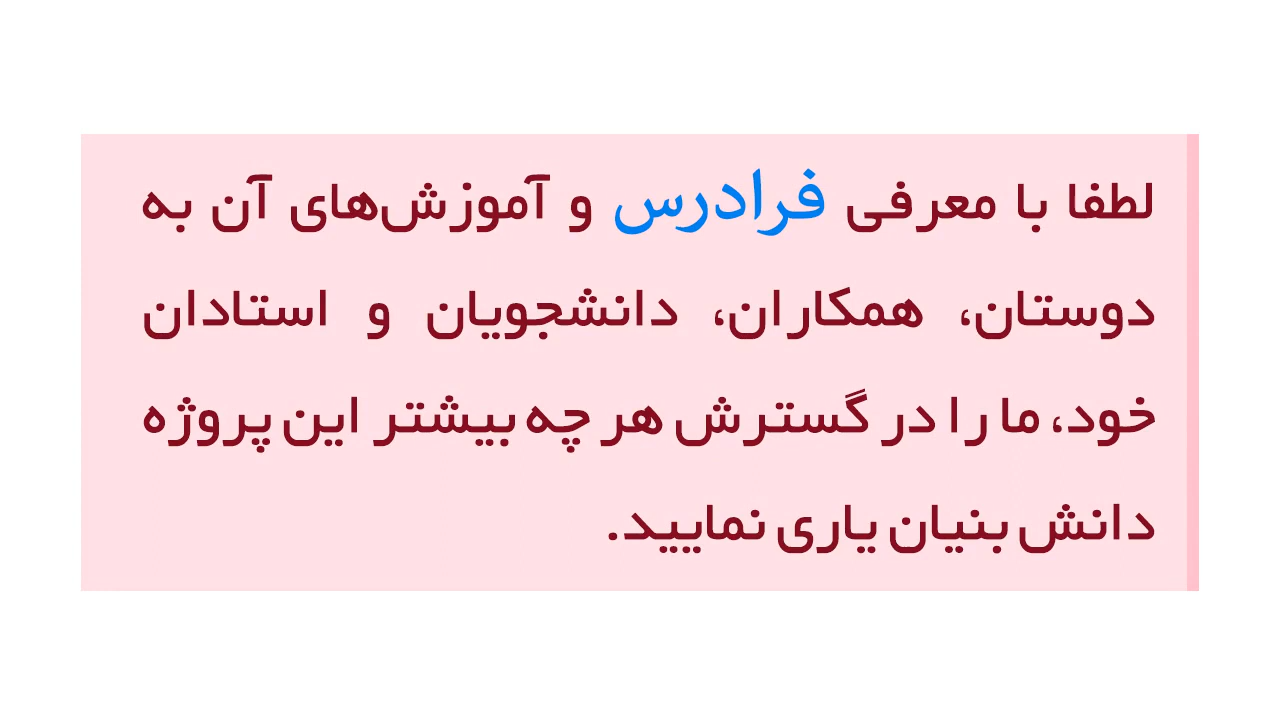 لطفا با معرفی فرادرس و آموزش‌های آن به
دوستان، همکاران، دانشجویان و استادان
خود، ما را در گسترش هر چه بیشتر این پروژه
دانش بنیان یاری نمایید.